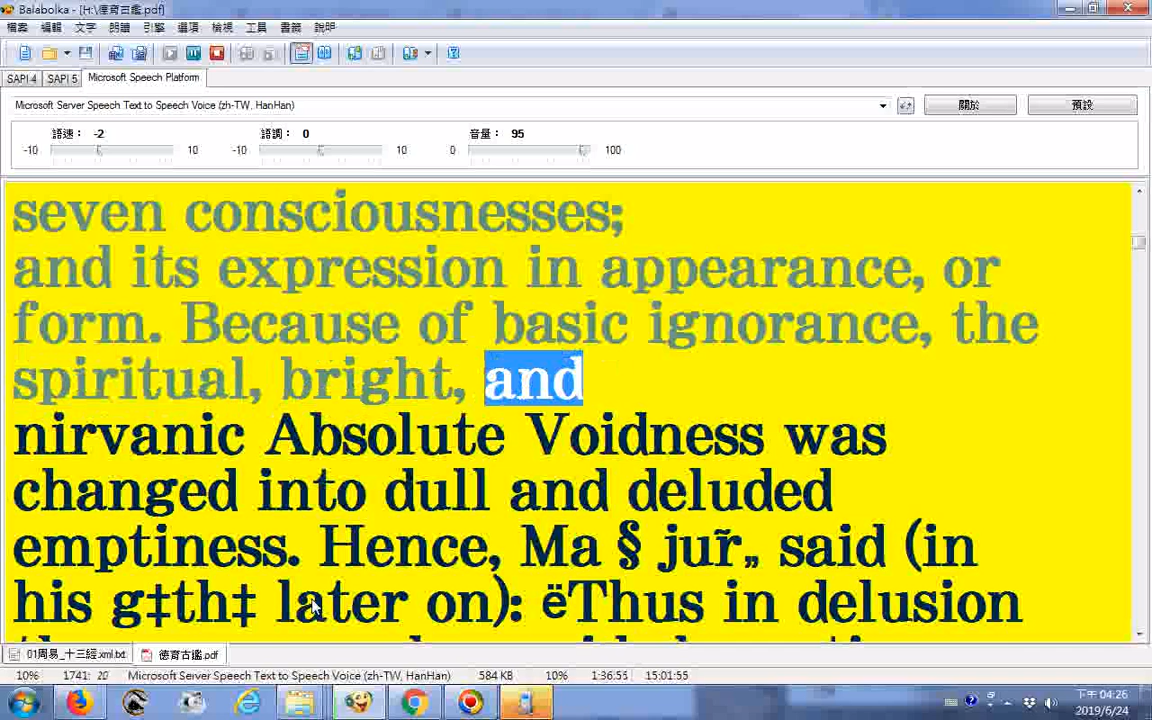 Balabolka - [H:\德育古鑑.pdf]
檔案 編輯 文字 朗讀 引擎 選項 檢視 工具 書籤 說明
SAPI 4 SAPI 5 Microsoft Speech Platform
Microsoft Server Speech Text to Speech Voice (zh-TW, HanHan) 關於 預設
語速： -2 語調： 0 音量： 95
-10 10 -10 10 0 100
seven consciousnesses;
and its expression in appearance, or
form. Because of basic ignorance, the
spiritual, bright, and
nirvanic Absolute Voidness was
changed into dull and deluded
emptiness. Hence, Ma § jur̃„ said (in
his g‡th‡ later on): ëThus in delusion
01周易_十三經.xml.txt 德育古鑑.pdf
10% 1741: 20 Microsoft Server Speech Text to Speech Voice (zh-TW, HanHan) 584 KB 10% 1:36:55 15:01:55
下午 04:26
2019/6/24